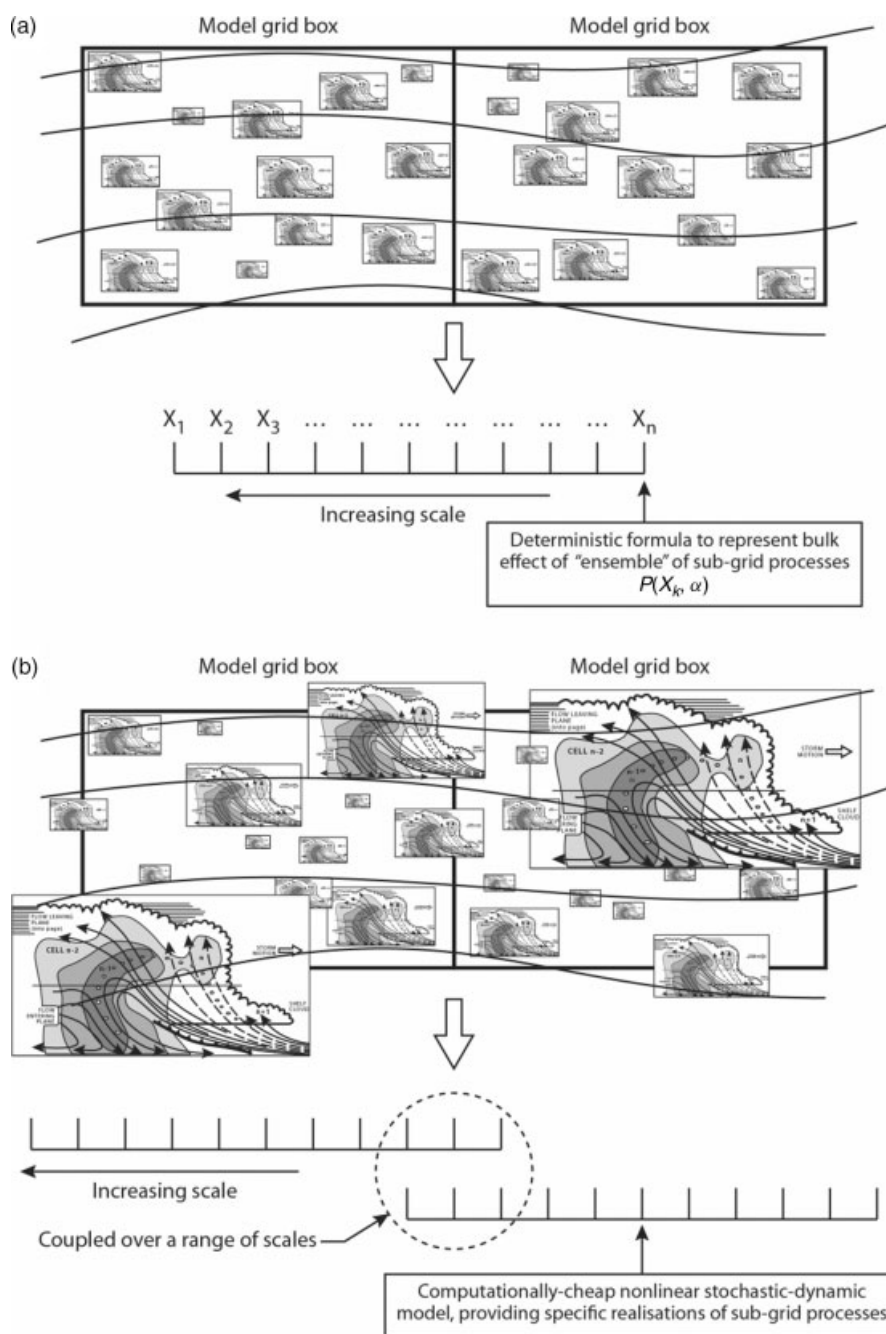 (a)
Model grid box
Model grid box
X1 X2 X3 ... ... ... ... ... ... ... Xn
Increasing scale
Deterministic formula to represent bulk
effect of “ensemble” of sub-grid processes
P(Xk, α)
(b)
Model grid box
Model grid box
FLOW LEAVING
PLANE
(into page)
CELL n-2
STORM
MOTION
SHELF
CLOUD
n+1
FLOW LEAVING
PLANE
(into page)
CELL n-2
STORM
MOTION
FLOW
ENTERING
PLANE
SHELF
CLOUD
n+1
Increasing scale
Coupled over a range of scales
Computationally-cheap nonlinear stochastic-dynamic
model, providing specific realisations of sub-grid processes